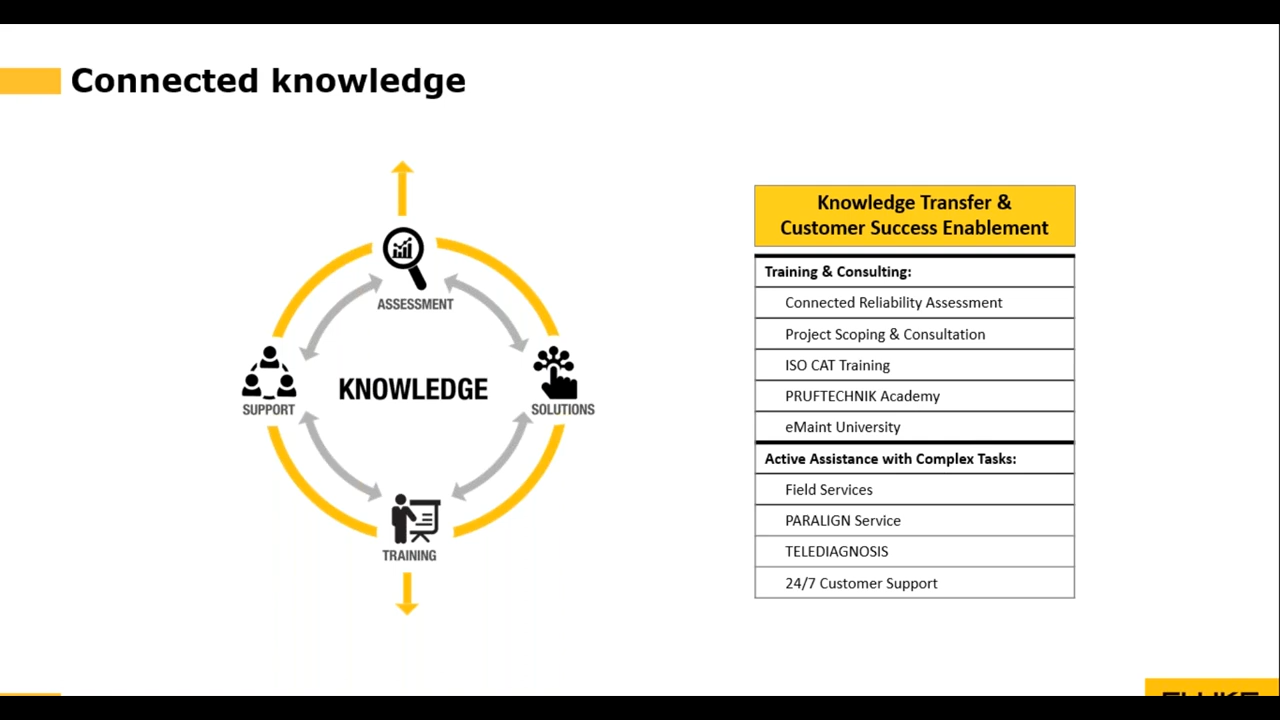 Connected knowledge
ASSESSMENT
SUPPORT
KNOWLEDGE
SOLUTIONS
TRAINING
Knowledge Transfer &
Customer Success Enablement
Training & Consulting:
Connected Reliability Assessment
Project Scoping & Consultation
ISO CAT Training
PRUFTECHNIK Academy
eMaint University
Active Assistance with Complex Tasks:
Field Services
PARALIGN Service
TELEDIAGNOSIS
24/7 Customer Support